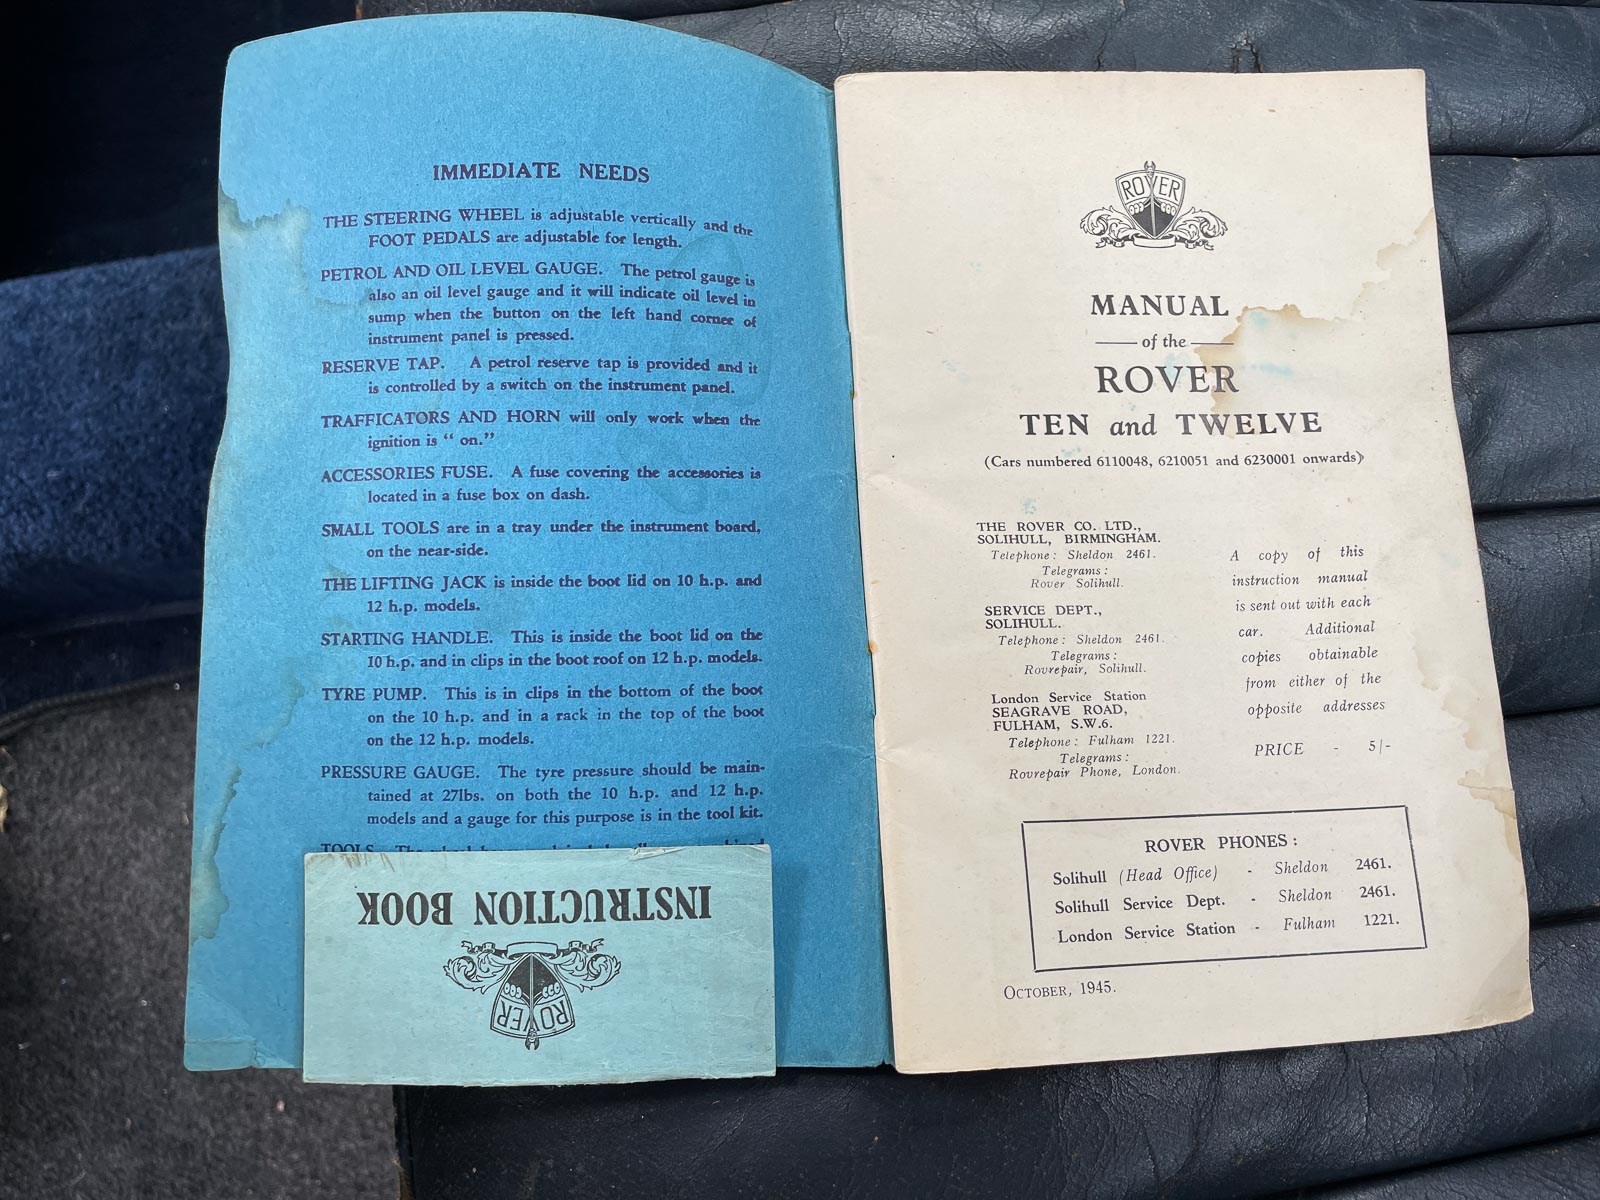 IMMEDIATE NEEDS
THE STEERING WHEEL is adjustable vertically and the
FOOT PEDALS are adjustable for length.
PETROL AND OIL LEVEL GAUGE. The petrol gauge is
also an oil level gauge and it will indicate oil level in
sump when the button on the left hand corner of
instrument panel is pressed.
RESERVE TAP. A petrol reserve tap is provided and it
is controlled by a switch on the instrument panel.
TRAFFICATORS AND HORN will only work when the
ignition is " on."
ACCESSORIES FUSE. A fuse covering the accessories is
located in a fuse box on dash.
SMALL TOOLS are in a tray under the instrument board,
on the near-side.
THE LIFTING JACK is inside the boot lid on 10 h.p. and
12 h.p. models.
STARTING HANDLE. This is inside the boot lid on the
10 h.p. and in clips in the boot roof on 12 h.p. models.
TYRE PUMP. This is in clips in the bottom of the boot
on the 10 h.p. and in a rack in the top of the boot
on the 12 h.p. models.
PRESSURE GAUGE. The tyre pressure should be main-
tained at 27lbs. on both the 10 h.p. and 12 h.p.
models and a gauge for this purpose is in the tool kit.
TOOLS. The wheel
INSTRUCTION BOOK
ROVER
ROVER
MANUAL
of the
ROVER
TEN and TWELVE
(Cars numbered 6110048, 6210051 and 6230001 onwards)
THE ROVER CO. LTD.,
SOLIHULL, BIRMINGHAM.
Telephone: Sheldon 2461.
Telegrams:
Rover Solihull.
SERVICE DEPT.,
SOLIHULL.
Telephone: Sheldon 2461.
Telegrams:
Rovrepair, Solihull.
London Service Station
SEAGRAVE ROAD,
FULHAM, S.W.6.
Telephone: Fulham 1221.
Telegrams:
Rovrepair Phone, London.
A copy of this
instruction manual
is sent out with each
car. Additional
copies obtainable
from either of the
opposite addresses
PRICE - 5/-
ROVER PHONES:
Solihull (Head Office) - Sheldon 2461.
Solihull Service Dept. - Sheldon 2461.
London Service Station - Fulham 1221.
OCTOBER, 1945.